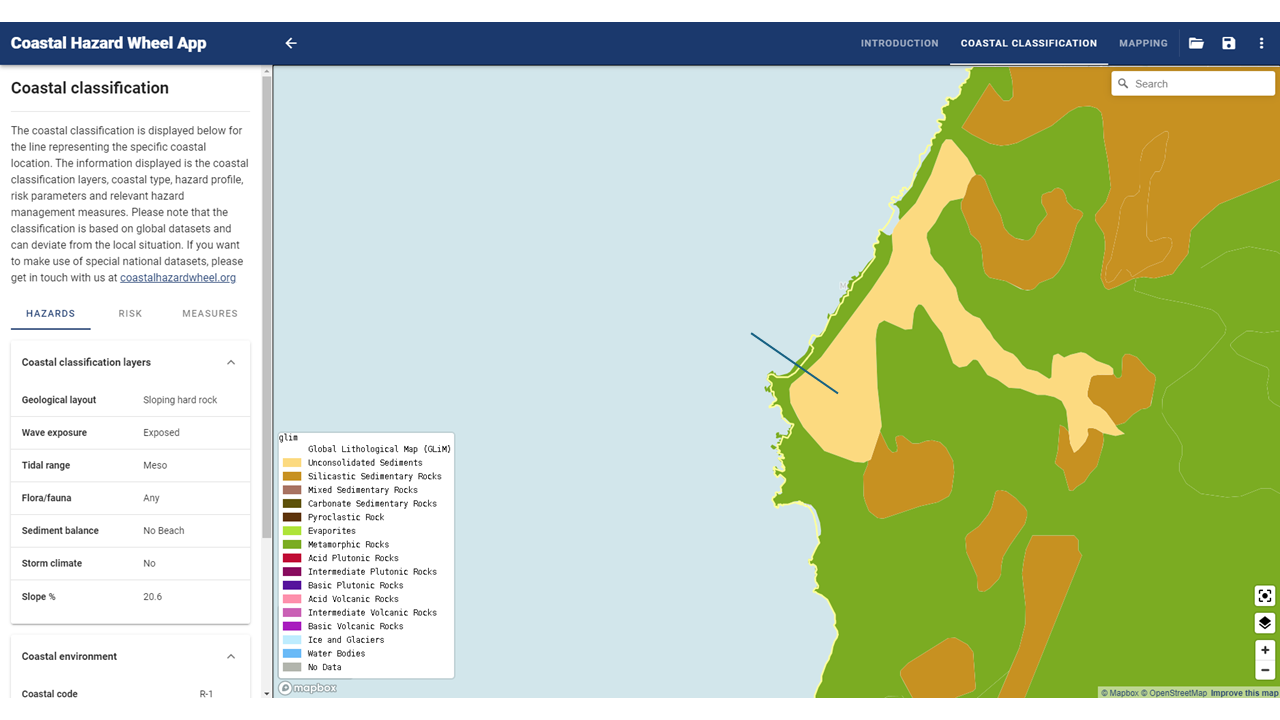 Coastal Hazard Wheel App
INTRODUCTION
COASTAL CLASSIFICATION
MAPPING
Search
Coastal classification
The coastal classification is displayed below for
the line representing the specific coastal
location. The information displayed is the coastal
classification layers, coastal type, hazard profile,
risk parameters and relevant hazard
management measures. Please note that the
classification is based on global datasets and
can deviate from the local situation. If you want
to make use of special national datasets, please
get in touch with us at coastalhazardwheel.org
HAZARDS RISK MEASURES
Coastal classification layers
Geological layout Sloping hard rock
Wave exposure Exposed
Tidal range Meso
Flora/fauna Any
Sediment balance No Beach
Storm climate No
Slope % 20.6
Coastal environment
Coastal code R-1
glim
Global Lithological Map (GLiM)
Unconsolidated Sediments
Silicastic Sedimentary Rocks
Mixed Sedimentary Rocks
Carbonate Sedimentary Rocks
Pyroclastic Rock
Evaporites
Metamorphic Rocks
Acid Plutonic Rocks
Intermediate Plutonic Rocks
Basic Plutonic Rocks
Acid Volcanic Rocks
Intermediate Volcanic Rocks
Basic Volcanic Rocks
Ice and Glaciers
Water Bodies
No Data
mapbox
© Mapbox © OpenStreetMap Improve this map